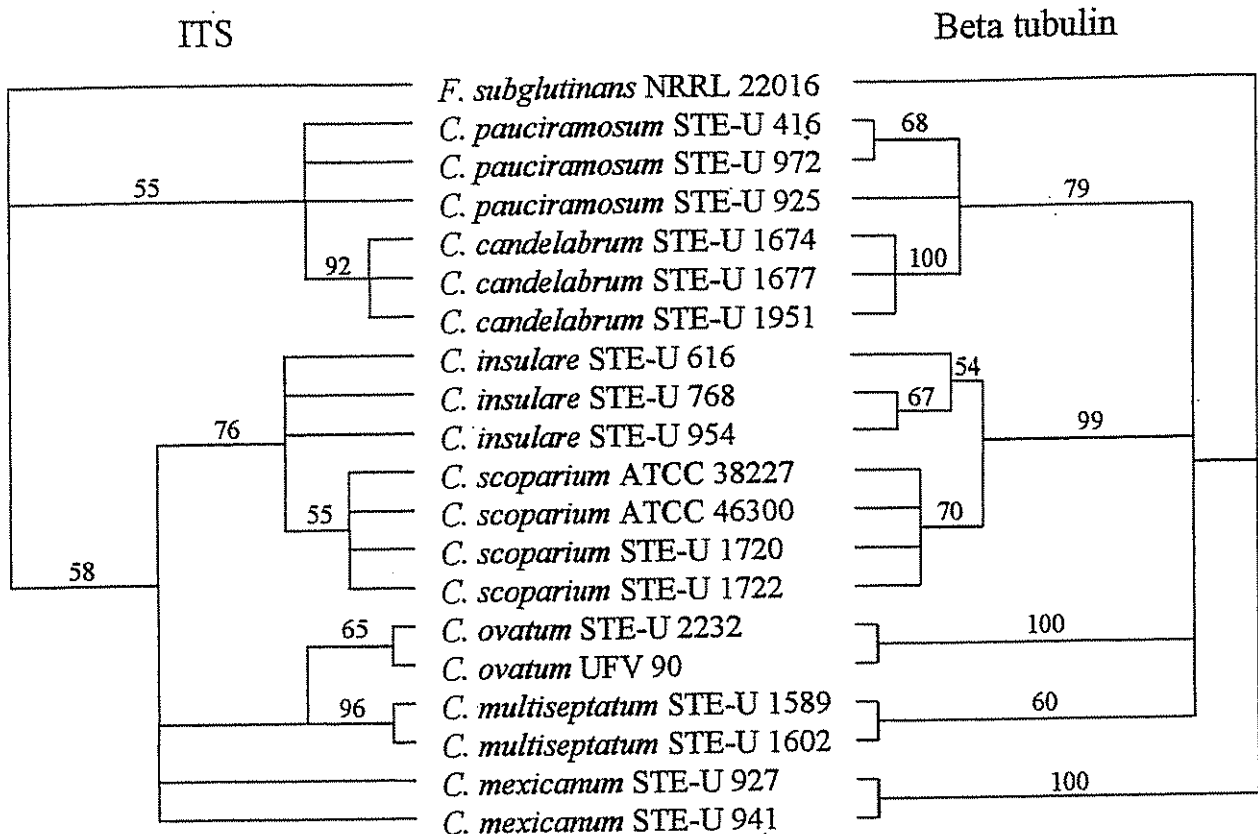 ITS
Beta tubulin
F. subglutinans NRRL 22016
C. pauciramosum STE-U 416
68
C. pauciramosum STE-U 972
55
79
C. pauciramosum STE-U 925
C. candelabrum STE-U 1674
92
C. candelabrum STE-U 1677
100
C. candelabrum STE-U 1951
C. insulare STE-U 616
54
C. insulare STE-U 768
67
76
C. insulare STE-U 954
99
C. scoparium ATCC 38227
55
C. scoparium ATCC 46300
70
C. scoparium STE-U 1720
58
C. scoparium STE-U 1722
65
C. ovatum STE-U 2232
100
C. ovatum UFV 90
96
C. multiseptatum STE-U 1589
60
C. multiseptatum STE-U 1602
C. mexicanum STE-U 927
100
C. mexicanum STE-U 941